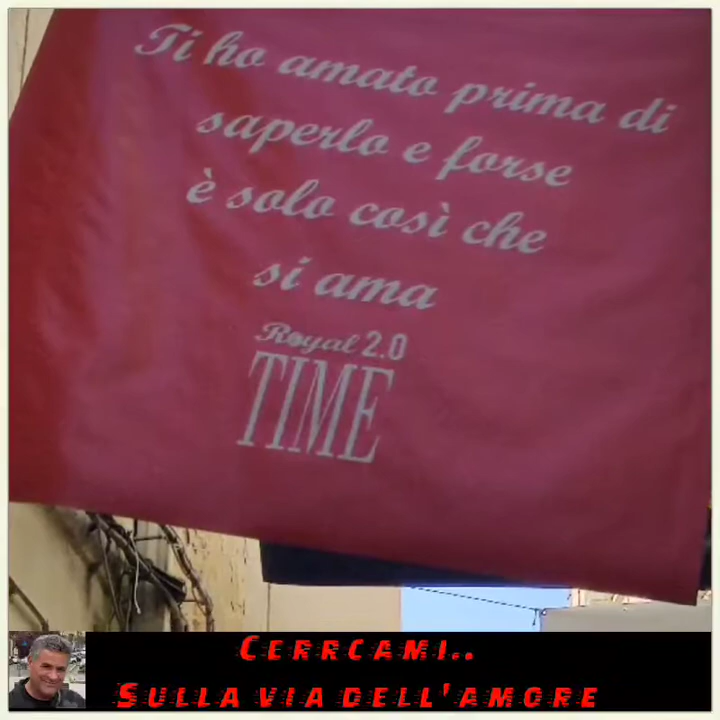 Ti ho amato prima di
saperlo e forse
è solo così che
si ama
Royal 2.0
TIME
CERRCAMI..
SULLA VIA DELL'AMORE